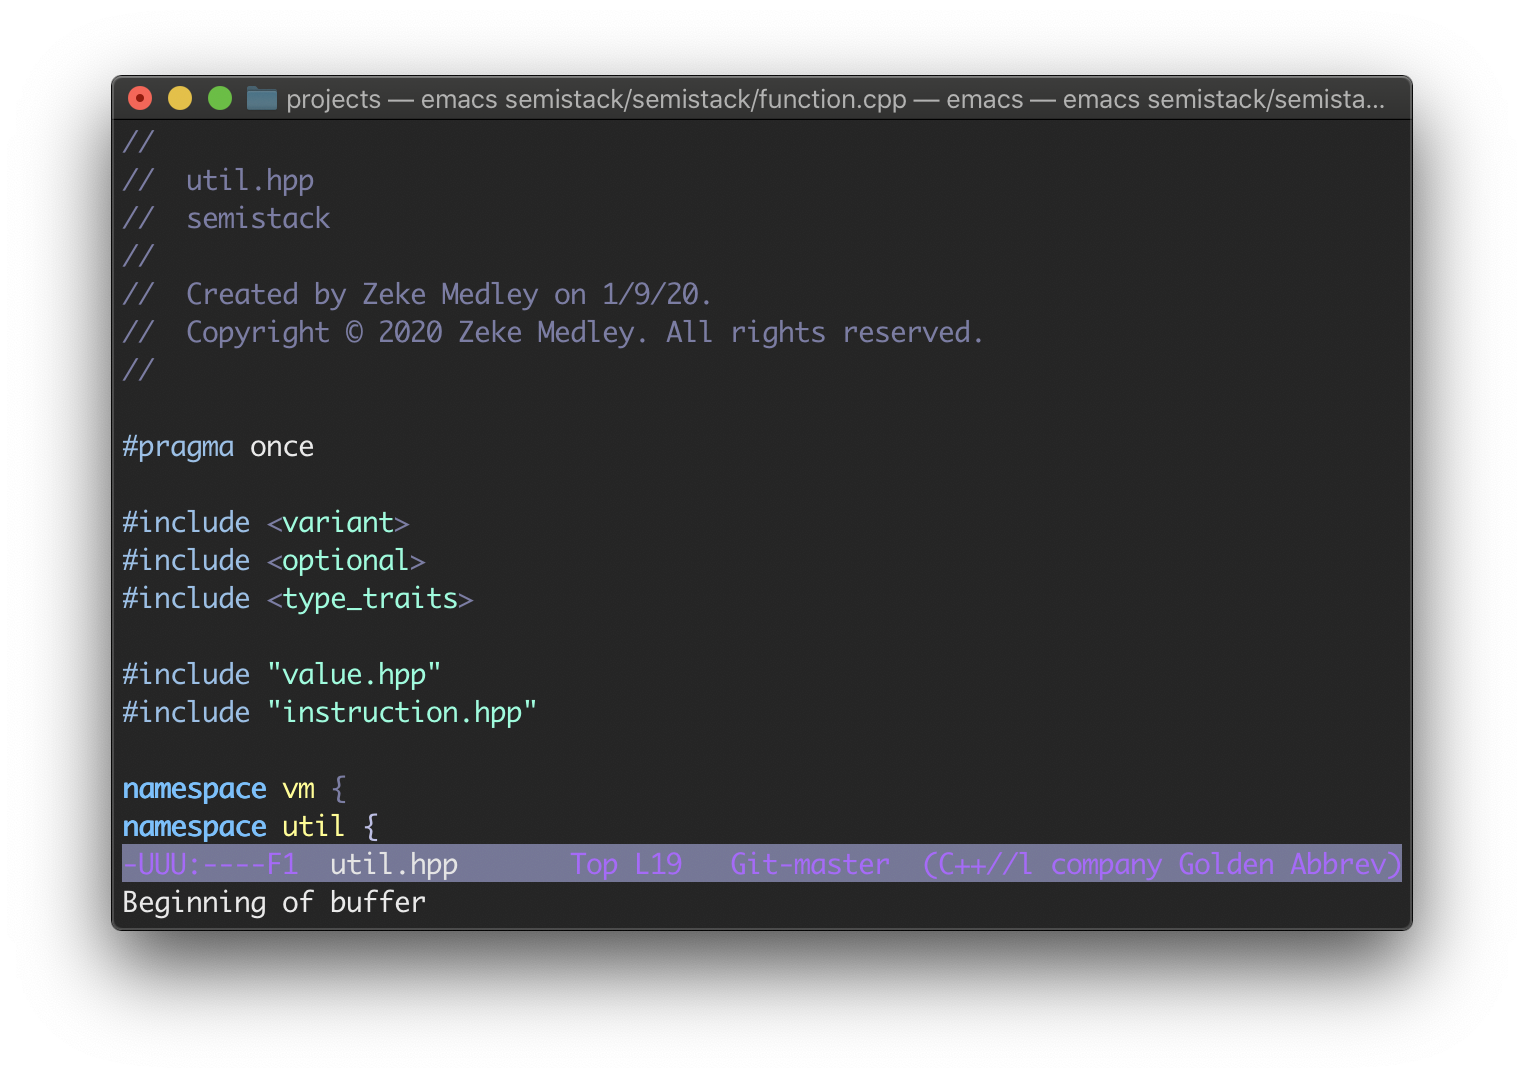 projects — emacs semistack/semistack/function.cpp — emacs — emacs semistack/semista...
//
//  util.hpp
//  semistack
//
//  Created by Zeke Medley on 1/9/20.
//  Copyright © 2020 Zeke Medley. All rights reserved.
//
#pragma once
#include <variant>
#include <optional>
#include <type_traits>
#include "value.hpp"
#include "instruction.hpp"
namespace vm {
namespace util {
-UUU:----F1  util.hpp       Top L19   Git-master  (C++//l company Golden Abbrev)
Beginning of buffer